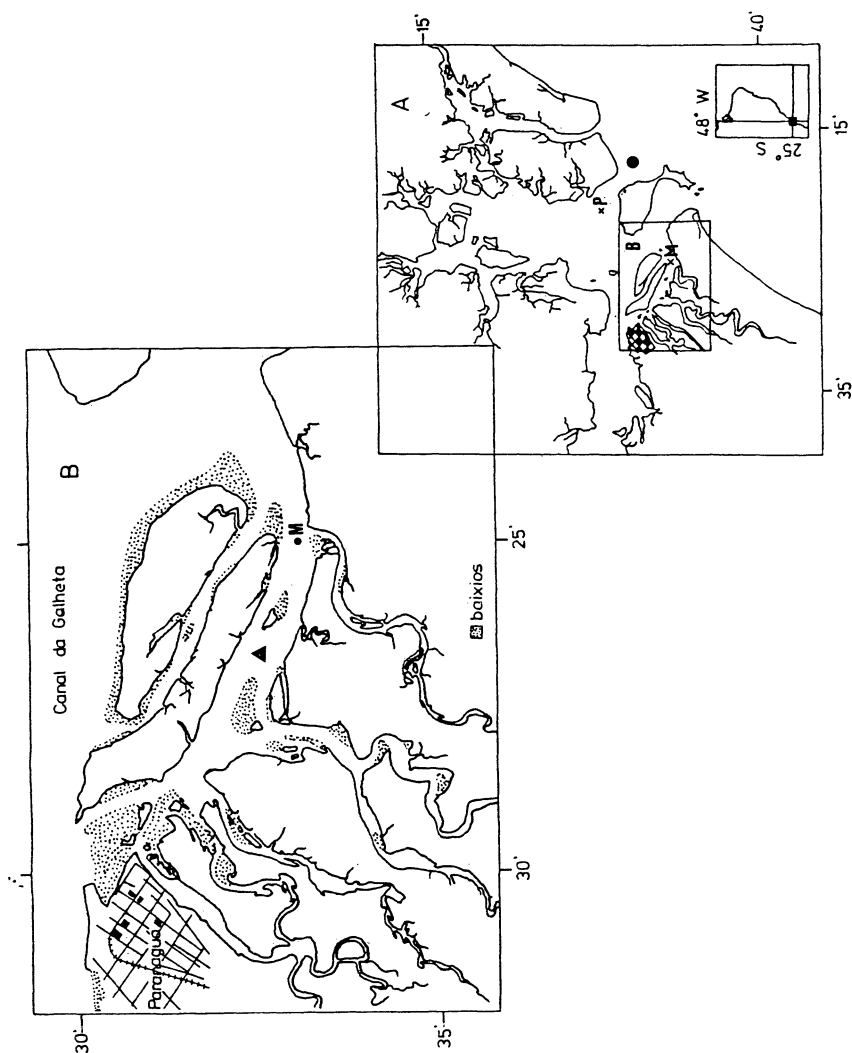 A
15'
40'
15'
35'
48° W
25° S
P.
B
M
B
Canal da Galheta
M
baixios
Paranaguá
25'
30'
30'
35'